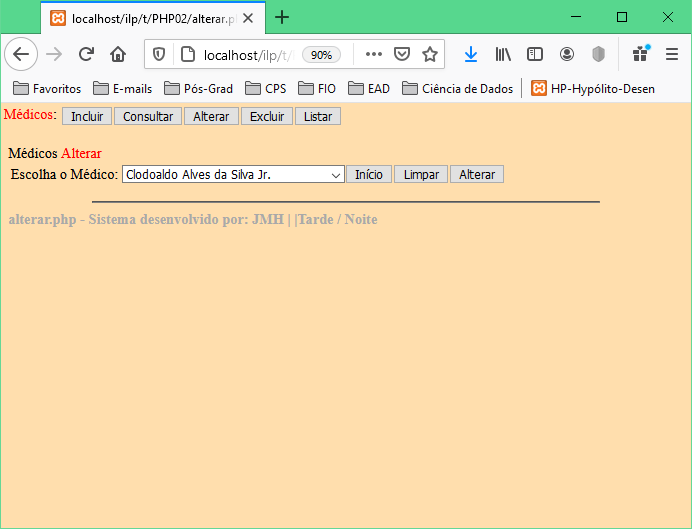 localhost/ilp/t/PHP02/alterar.p
localhost/ilp/t/ 90%
Favoritos E-mails Pós-Grad CPS FIO EAD Ciência de Dados HP-Hypólito-Desen
Médicos: Incluir Consultar Alterar Excluir Listar
Médicos Alterar
Escolha o Médico: Clodoaldo Alves da Silva Jr. Início Limpar Alterar
alterar.php - Sistema desenvolvido por: JMH | |Tarde / Noite